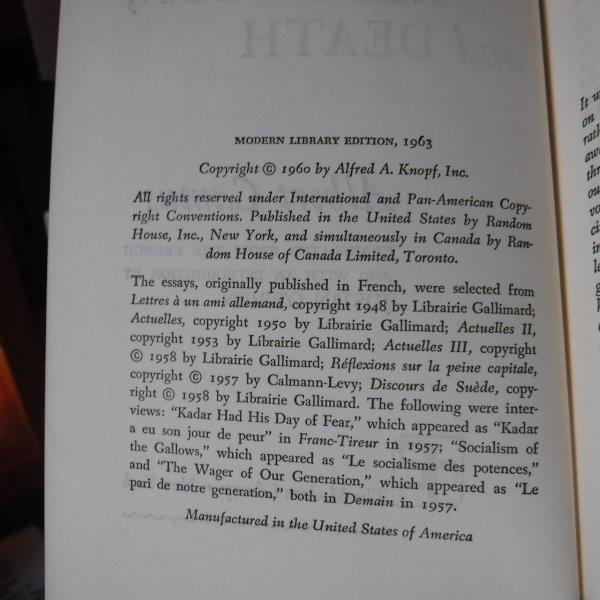 MODERN LIBRARY EDITION, 1963
Copyright © 1960 by Alfred A. Knopf, Inc.
All rights reserved under International and Pan-American Copy-
right Conventions. Published in the United States by Random
House, Inc., New York, and simultaneously in Canada by Ran-
dom House of Canada Limited, Toronto.
The essays, originally published in French, were selected from
Lettres à un ami allemand, copyright 1948 by Librairie Gallimard;
Actuelles, copyright 1950 by Librairie Gallimard; Actuelles II,
copyright 1953 by Librairie Gallimard; Actuelles III, copyright
© 1958 by Librairie Gallimard; Réflexions sur la peine capitale,
copyright © 1957 by Calmann-Levy; Discours de Suède, copy-
right © 1958 by Librairie Gallimard. The following were inter-
views: "Kadar Had His Day of Fear," which appeared as "Kadar
a eu son jour de peur" in Franc-Tireur in 1957; "Socialism of
the Gallows," which appeared as "Le socialisme des potences,"
and "The Wager of Our Generation," which appeared as "Le
pari de notre generation," both in Demain in 1957.
Manufactured in the United States of America
It
on